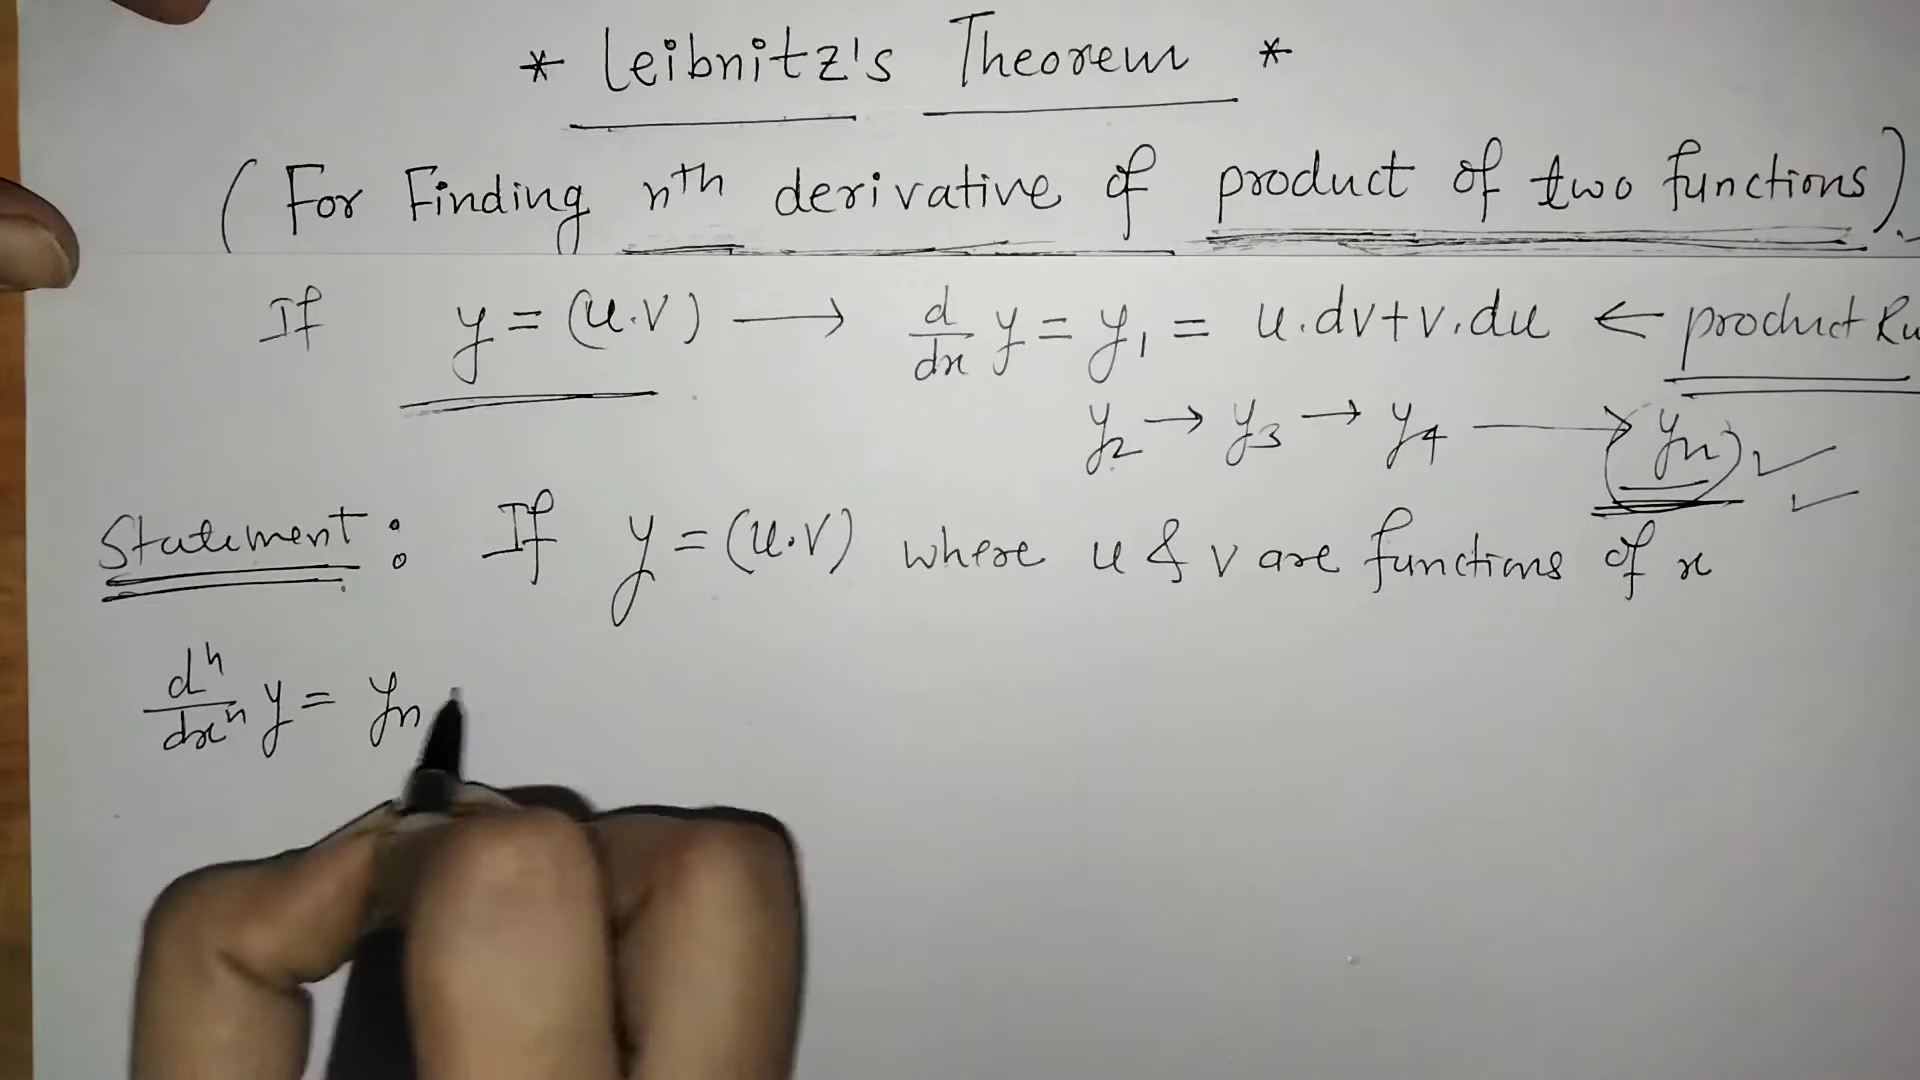 * Leibnitz's Theorem *
(For Finding nth derivative of product of two functions).
If y = (u.v) → d/dx y = y₁ = u.dv+v.du ← product Ru
y₂ → y₃ → y₄ → (yₙ) ✓ ✓
Statement : If y = (u.v) where u & v are functions of x
dⁿ/dxⁿ y = yₙ